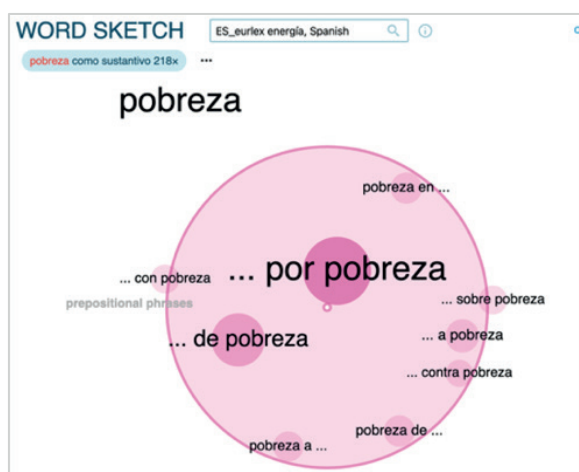 WORD SKETCH
ES_eurlex energía, Spanish
pobreza como sustantivo 218×
...
pobreza
pobreza en ...
... por pobreza
... con pobreza
prepositional phrases
... sobre pobreza
... de pobreza
... a pobreza
... contra pobreza
pobreza de ...
pobreza a ...